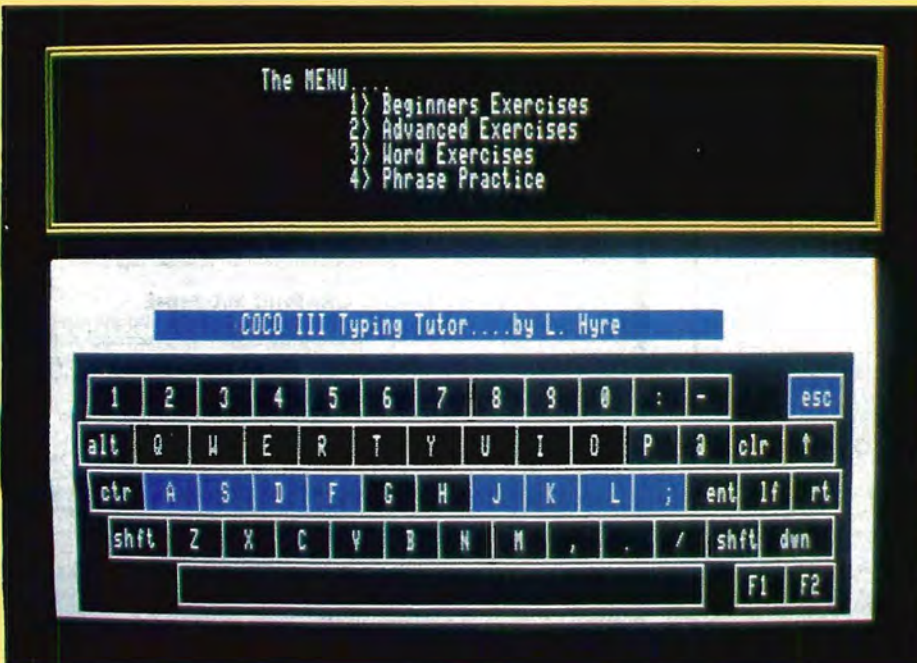 The MENU....
1> Beginners Exercises
2> Advanced Exercises
3> Word Exercises
4> Phrase Practice
COCO III Typing Tutor....by L. Hyre
1 2 3 4 5 6 7 8 9 0 : - esc
alt Q W E R T Y U I O P @ clr ↑
ctr A S D F G H J K L ; ent lf rt
shft Z X C V B N M , . / shft dwn
F1 F2